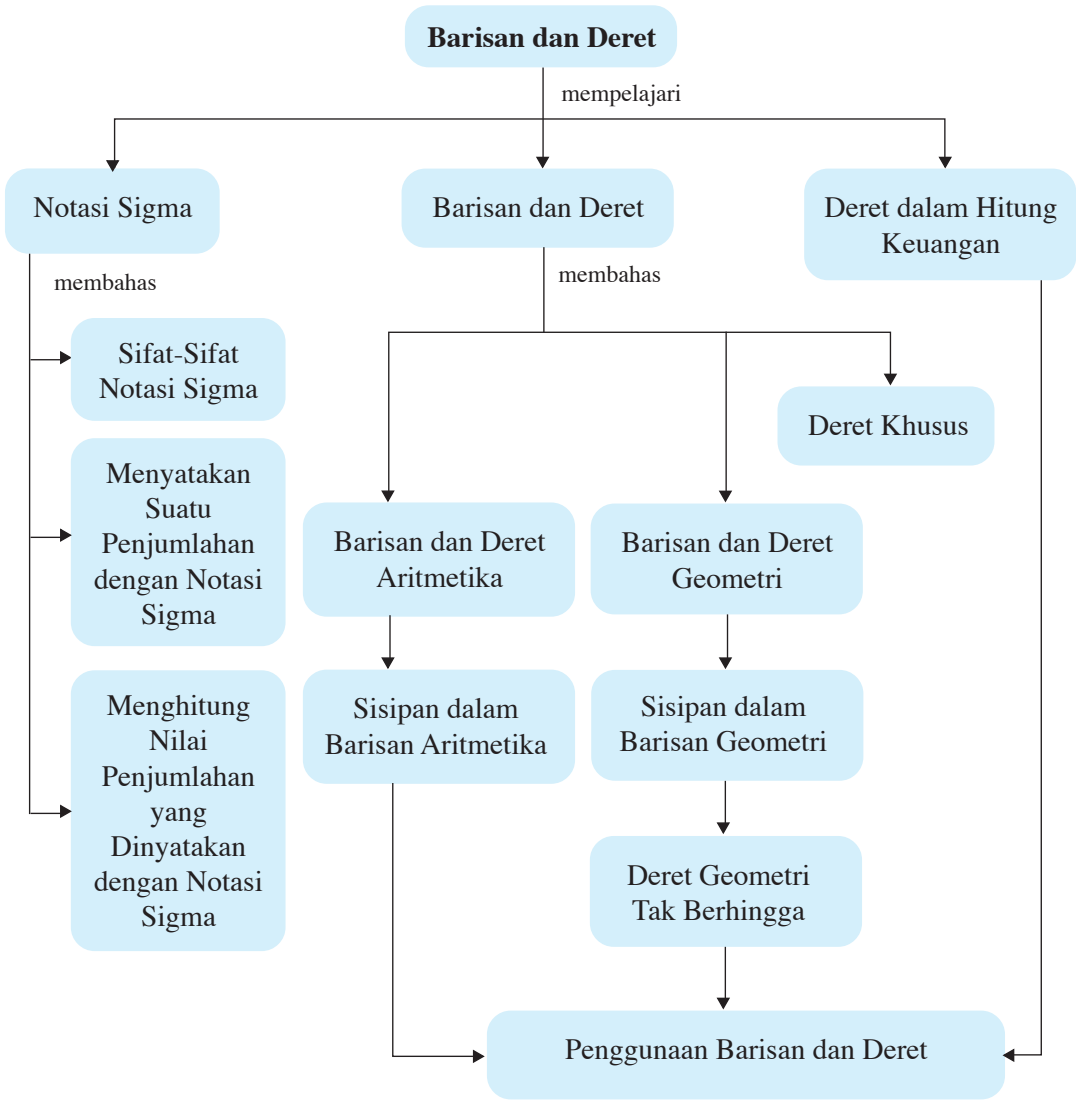 Barisan dan Deret
mempelajari
Notasi Sigma
Barisan dan Deret
Deret dalam Hitung
Keuangan
membahas
membahas
Sifat-Sifat
Notasi Sigma
Menyatakan
Suatu
Penjumlahan
dengan Notasi
Sigma
Menghitung
Nilai
Penjumlahan
yang
Dinyatakan
dengan Notasi
Sigma
Deret Khusus
Barisan dan Deret
Aritmetika
Barisan dan Deret
Geometri
Sisipan dalam
Barisan Aritmetika
Sisipan dalam
Barisan Geometri
Deret Geometri
Tak Berhingga
Penggunaan Barisan dan Deret